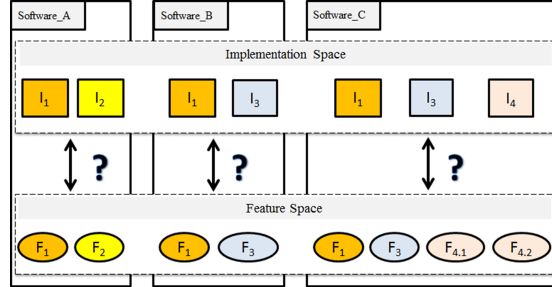 Software_A Software_B Software_C
Implementation Space
I1 I2 I1 I3 I1 I3 I4
? ? ?
Feature Space
F1 F2 F1 F3 F1 F3 F4.1 F4.2